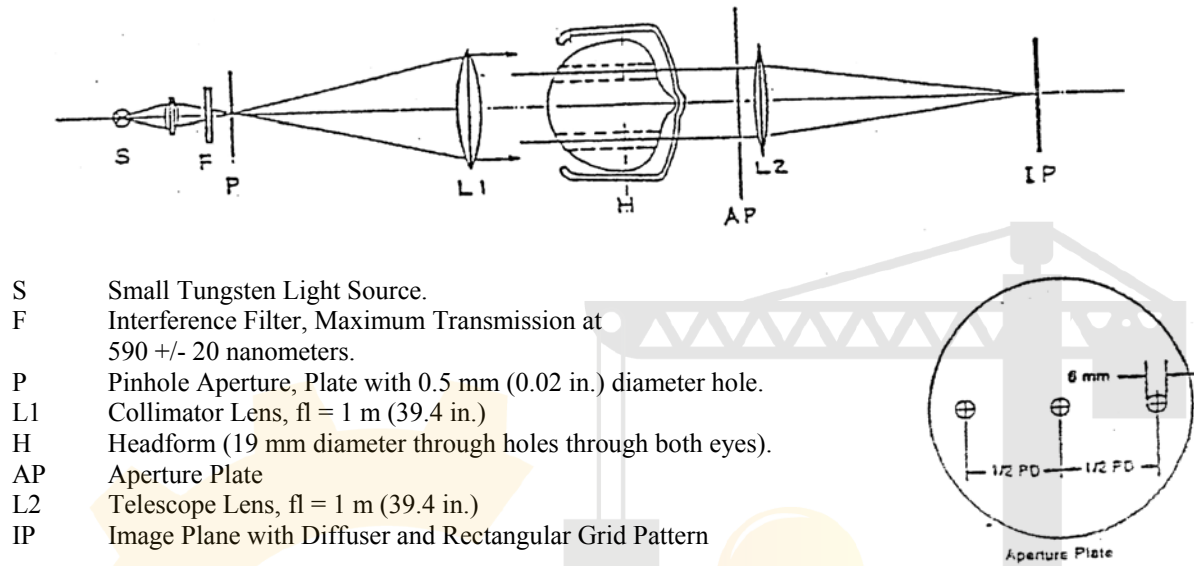 S
F
P
L1
H
AP
L2
IP
S Small Tungsten Light Source.
F Interference Filter, Maximum Transmission at
590 +/- 20 nanometers.
P Pinhole Aperture, Plate with 0.5 mm (0.02 in.) diameter hole.
L1 Collimator Lens, fl = 1 m (39.4 in.)
H Headform (19 mm diameter through holes through both eyes).
AP Aperture Plate
L2 Telescope Lens, fl = 1 m (39.4 in.)
IP Image Plane with Diffuser and Rectangular Grid Pattern
6 mm
1/2 PD 1/2 PD
Aperture Plate